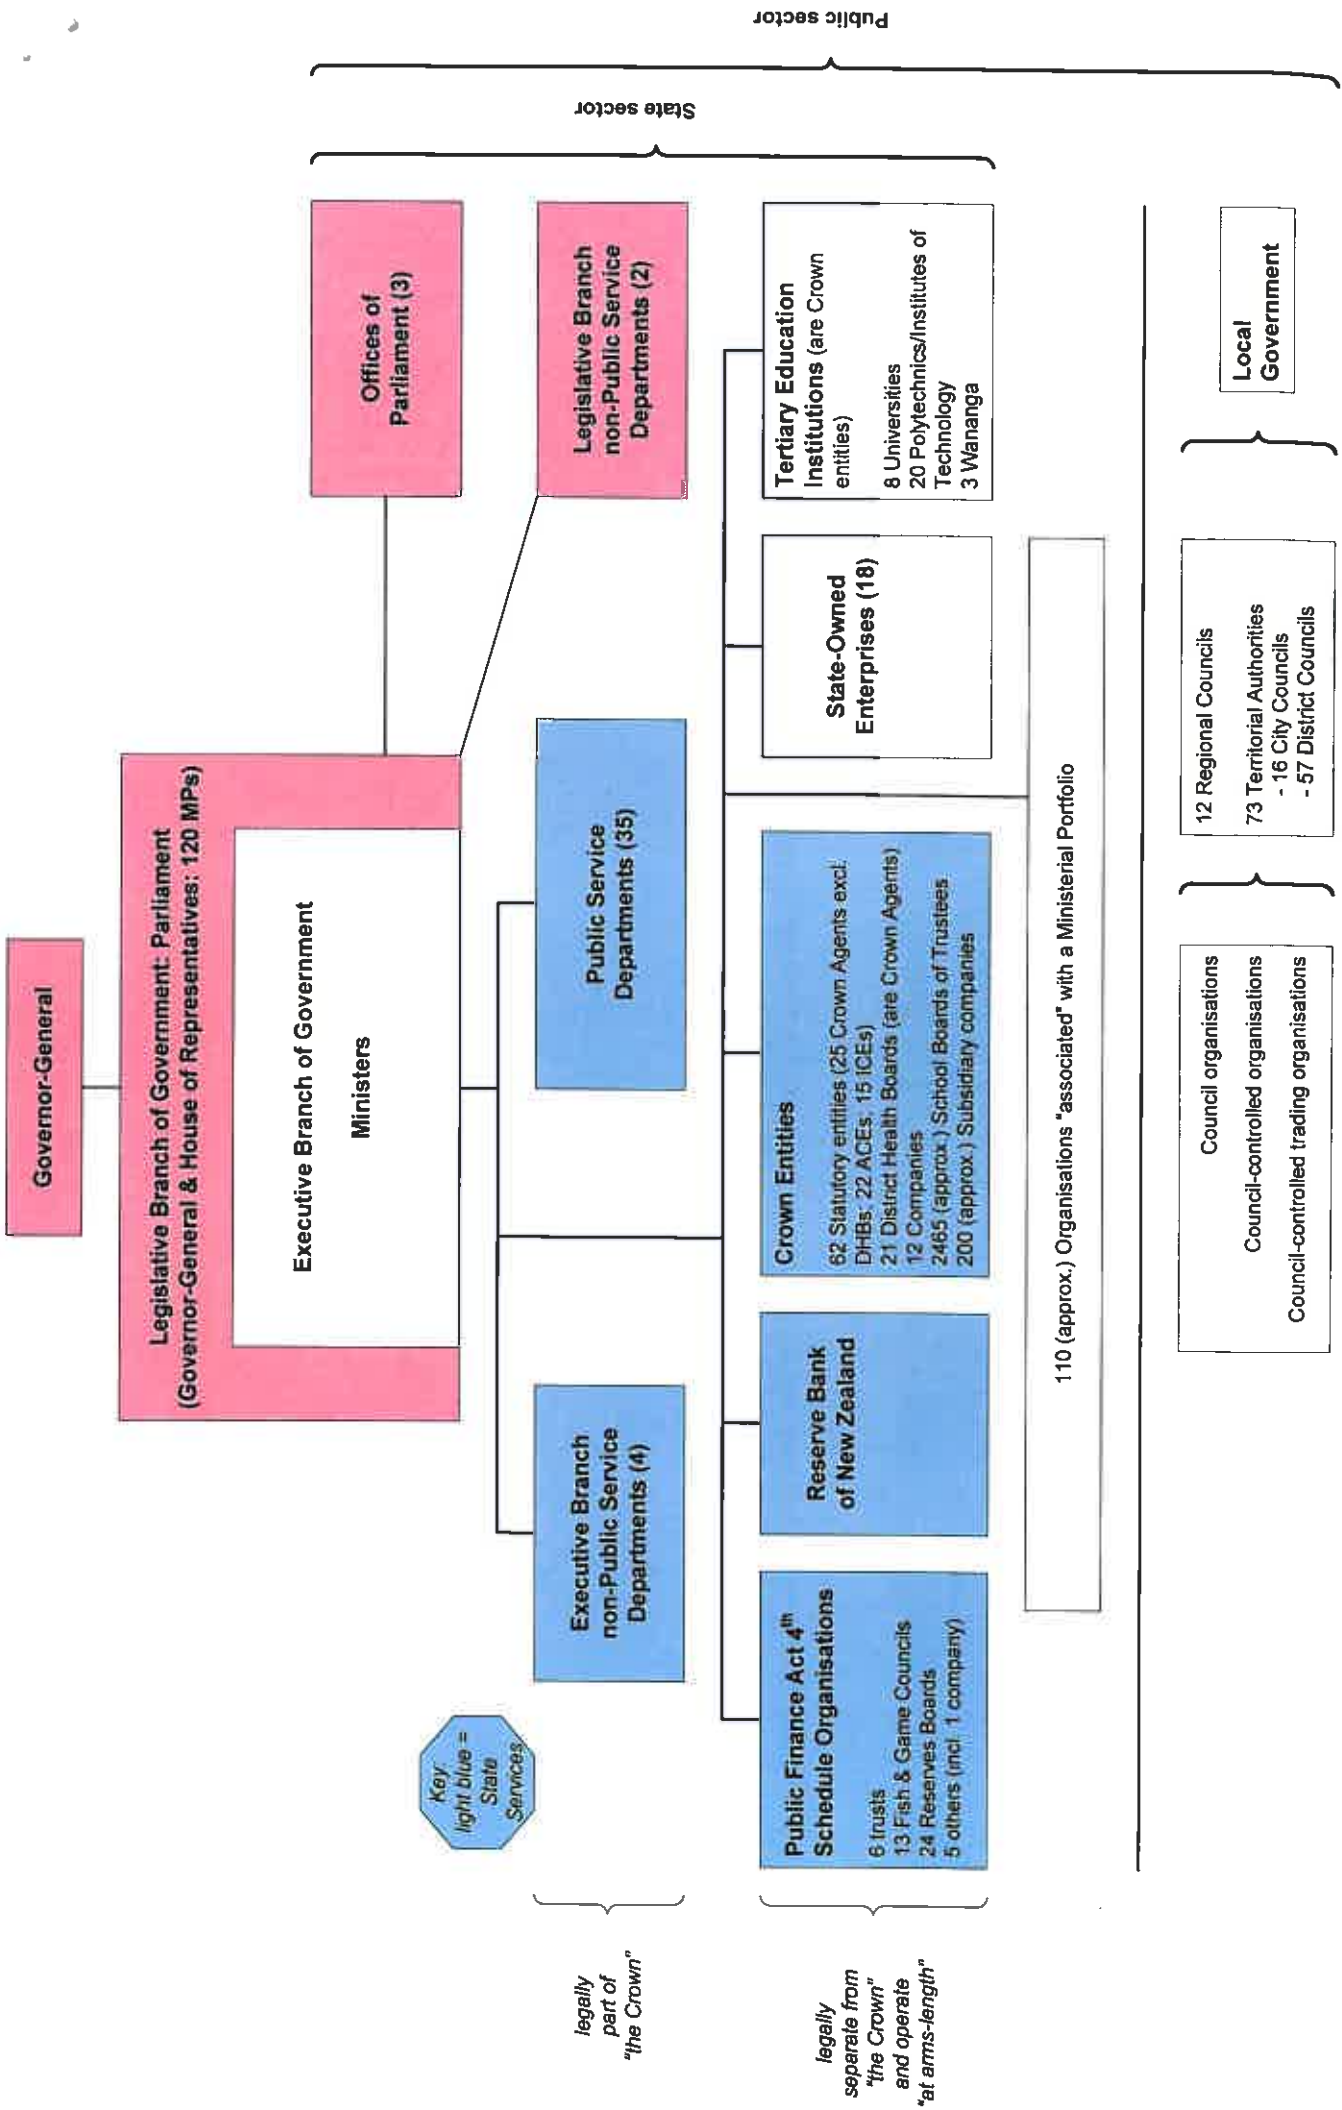 Governor-General
Legislative Branch of Government: Parliament
(Governor-General & House of Representatives: 120 MPs)
Executive Branch of Government
Ministers
Offices of
Parliament (3)
Key
light blue =
State
Services
Executive Branch
non-Public Service
Departments (4)
Public Service
Departments (35)
Legislative Branch
non-Public Service
Departments (2)
legally
part of
"the Crown"
Public Finance Act 4th
Schedule Organisations
6 trusts
13 Fish & Game Councils
24 Reserves Boards
5 others (incl. 1 company)
Reserve Bank
of New Zealand
Crown Entities
62 Statutory entities (25 Crown Agents excl.
DHBs; 22 ACEs; 15 ICEs)
21 District Health Boards (are Crown Agents)
12 Companies
2465 (approx.) School Boards of Trustees
200 (approx.) Subsidiary companies
State-Owned
Enterprises (18)
Tertiary Education
Institutions (are Crown
entities)
8 Universities
20 Polytechnics/Institutes of
Technology
3 Wananga
legally
separate from
"the Crown"
and operate
"at arms-length"
110 (approx.) Organisations "associated" with a Ministerial Portfolio
State sector
Public sector
Council organisations
Council-controlled organisations
Council-controlled trading organisations
12 Regional Councils
73 Territorial Authorities
- 16 City Councils
- 57 District Councils
Local
Government